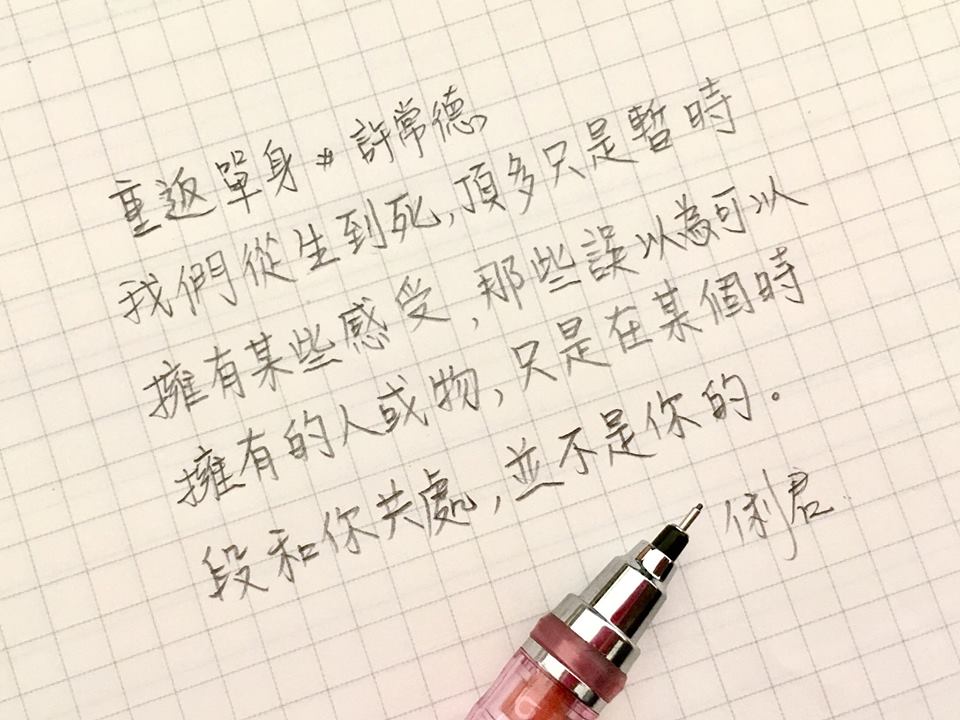 重返單身 * 許常德
我們從生到死,頂多只是暫時
擁有某些感受,那些誤以為可以
擁有的人或物,只是在某個時
段和你共處,並不是你的。
俐君